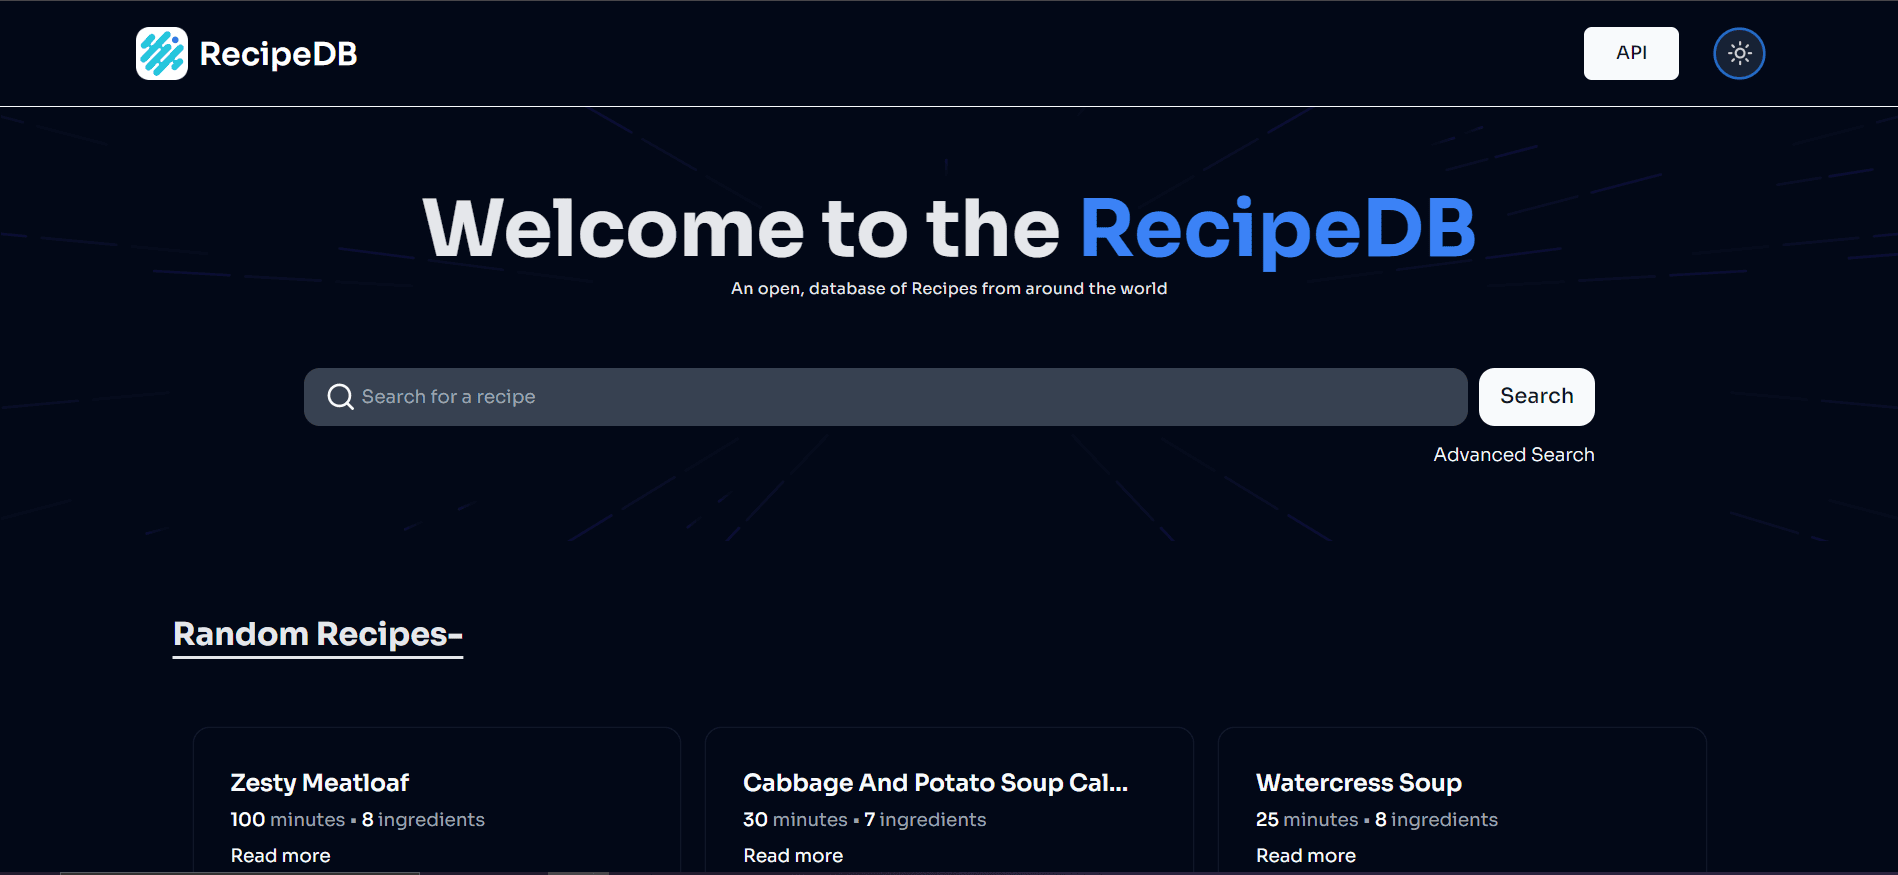 RecipeDB
API
Welcome to the RecipeDB
An open, database of Recipes from around the world
Search for a recipe
Search
Advanced Search
Random Recipes-
Zesty Meatloaf
100 minutes ▪ 8 ingredients
Read more
Cabbage And Potato Soup Cal...
30 minutes ▪ 7 ingredients
Read more
Watercress Soup
25 minutes ▪ 8 ingredients
Read more